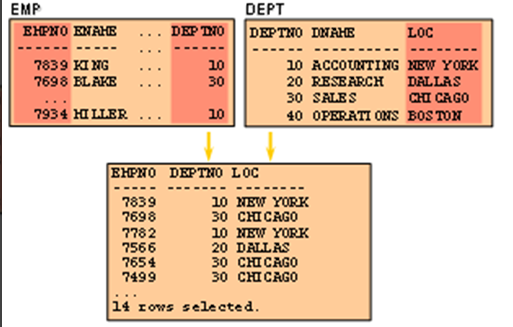 EMP
EMPNO ENAME ... DEPTNO
------ ----- ... ------
7839 KING ... 10
7698 BLAKE ... 30
...
7934 MILLER ... 10
DEPT
DEPTNO DNAME LOC
------ ---------- --------
10 ACCOUNTING NEW YORK
20 RESEARCH DALLAS
30 SALES CHICAGO
40 OPERATIONS BOSTON
EMPNO DEPTNO LOC
----- ------- --------
7839 10 NEW YORK
7698 30 CHICAGO
7782 10 NEW YORK
7566 20 DALLAS
7654 30 CHICAGO
7499 30 CHICAGO
...
14 rows selected.